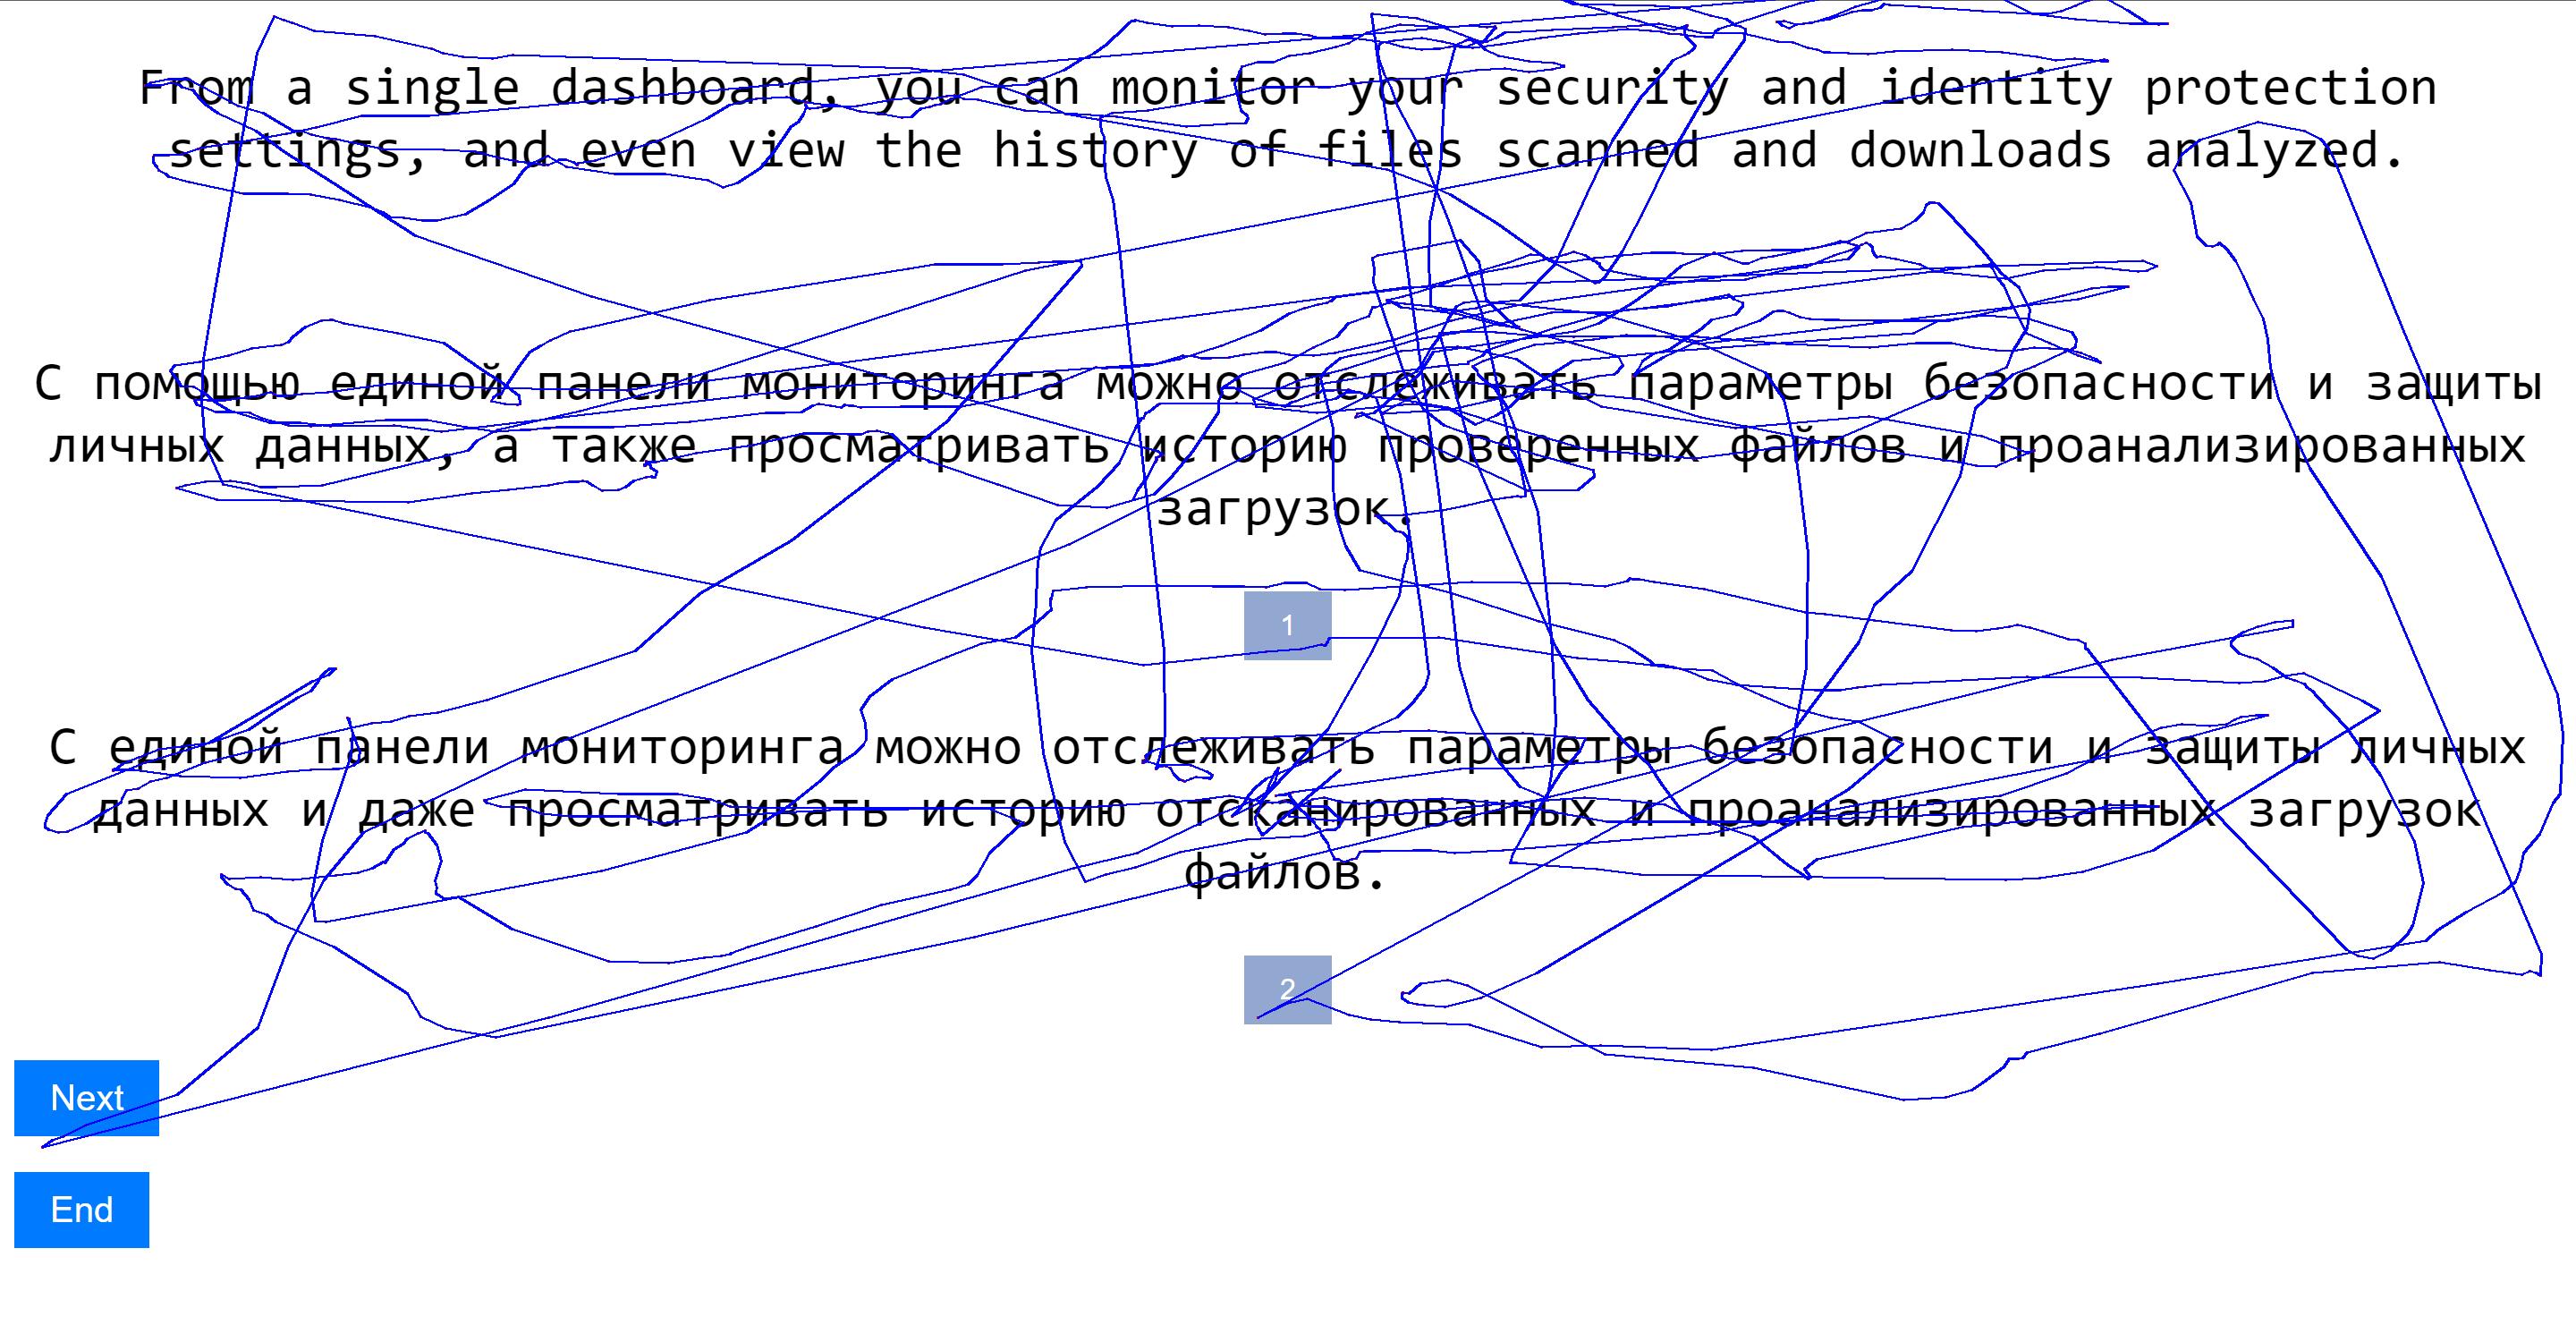 From a single dashboard, you can monitor your security and identity protection
settings, and even view the history of files scanned and downloads analyzed.
С помощью единой панели мониторинга можно отслеживать параметры безопасности и защиты
личных данных, а также просматривать историю проверенных файлов и проанализированных
загрузок.
1
С единой панели мониторинга можно отслеживать параметры безопасности и защиты личных
данных и даже просматривать историю отсканированных и проанализированных загрузок
файлов.
2
Next
End